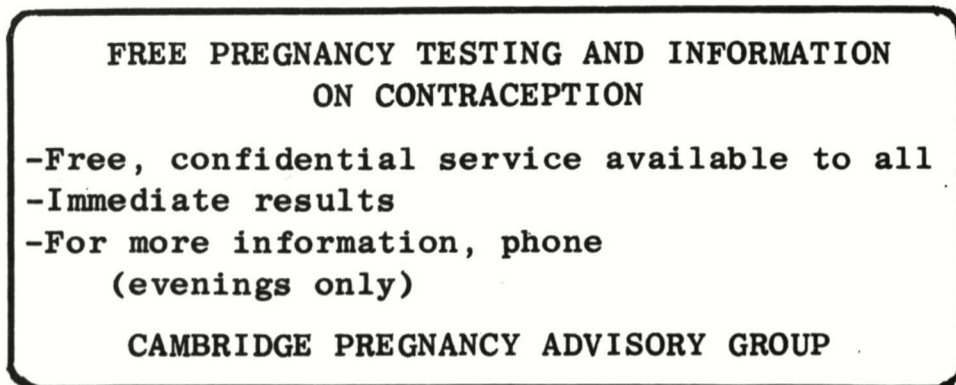 FREE PREGNANCY TESTING AND INFORMATION
ON CONTRACEPTION
-Free, confidential service available to all
-Immediate results
-For more information, phone
(evenings only)
CAMBRIDGE PREGNANCY ADVISORY GROUP